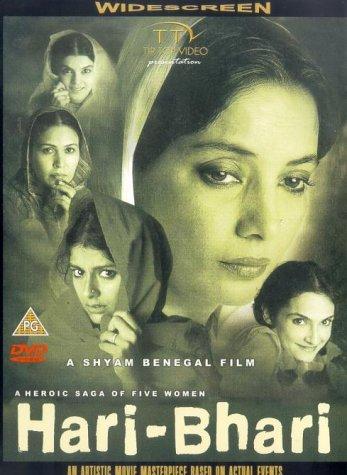 WIDESCREEN
TTV
TIP TOP VIDEO
presentation
PG
DVD
A SHYAM BENEGAL FILM
A HEROIC SAGA OF FIVE WOMEN
Hari-Bhari
AN ARTISTIC MOVIE MASTERPIECE BASED ON ACTUAL EVENTS